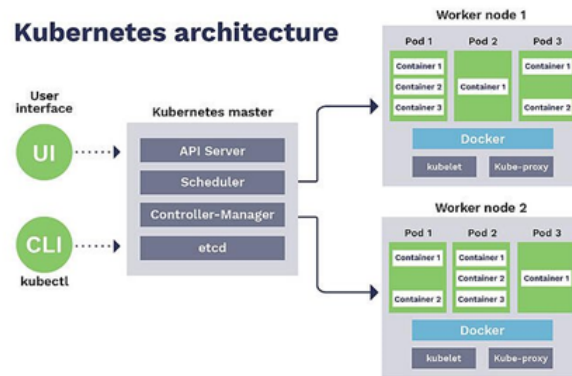 Kubernetes architecture
User
interface
UI
CLI
kubectl
Kubernetes master
API Server
Scheduler
Controller-Manager
etcd
Worker node 1
Pod 1
Pod 2
Pod 3
Container 1
Container 2
Container 3
Container 1
Container 1
Container 2
Docker
kubelet
Kube-proxy
Worker node 2
Pod 1
Pod 2
Pod 3
Container 1
Container 2
Container 1
Container 2
Container 3
Container 1
Docker
kubelet
Kube-proxy